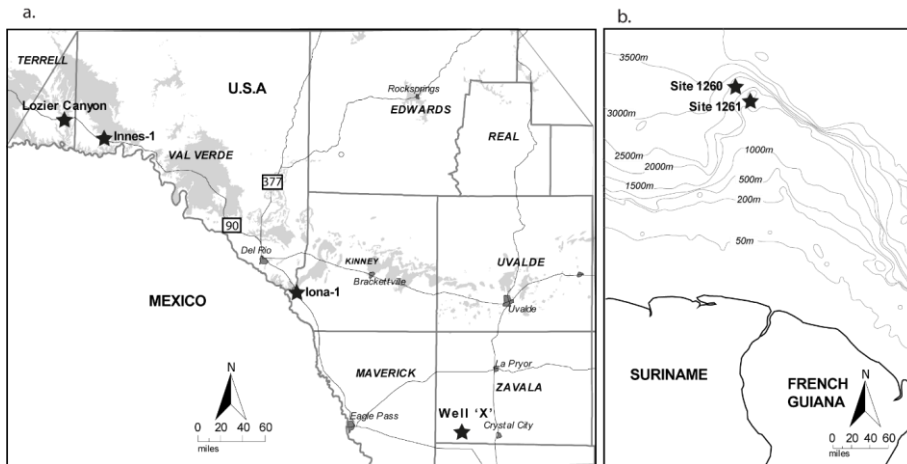 a.
TERRELL
Lozier Canyon
Innes-1
U.S.A
VAL VERDE
Rocksprings
EDWARDS
REAL
377
90
Del Rio
KINNEY
Brackettville
UVALDE
Uvalde
Iona-1
MEXICO
MAVERICK
La Pryor
ZAVALA
Eagle Pass
Well 'X'
Crystal City
N
0 20 40 60
miles
b.
3500m
Site 1260
Site 1261
3000m
2500m
2000m
1500m
1000m
500m
200m
50m
SURINAME
FRENCH
GUIANA
N
0 20 40 60
miles